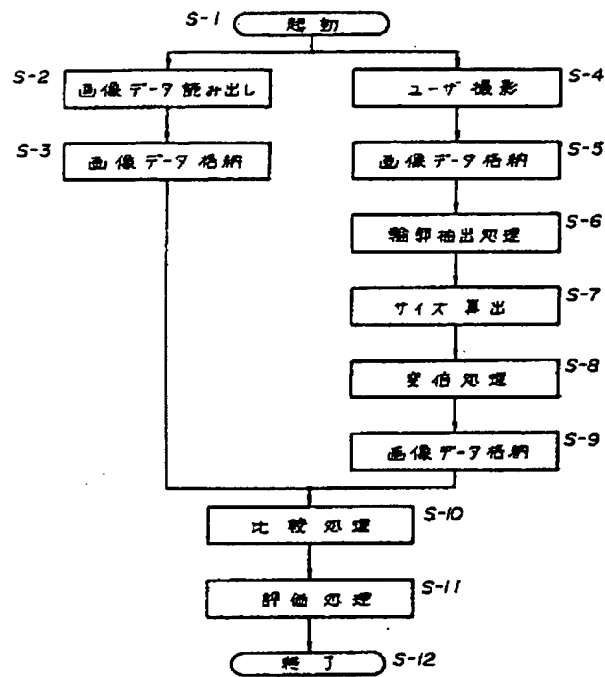 S-1 起動
S-2 画像データ読み出し
S-4 ユーザ撮影
S-3 画像データ格納
S-5 画像データ格納
S-6 輪郭抽出処理
S-7 サイズ算出
S-8 変倍処理
S-9 画像データ格納
比較処理 S-10
評価処理 S-11
終了 S-12